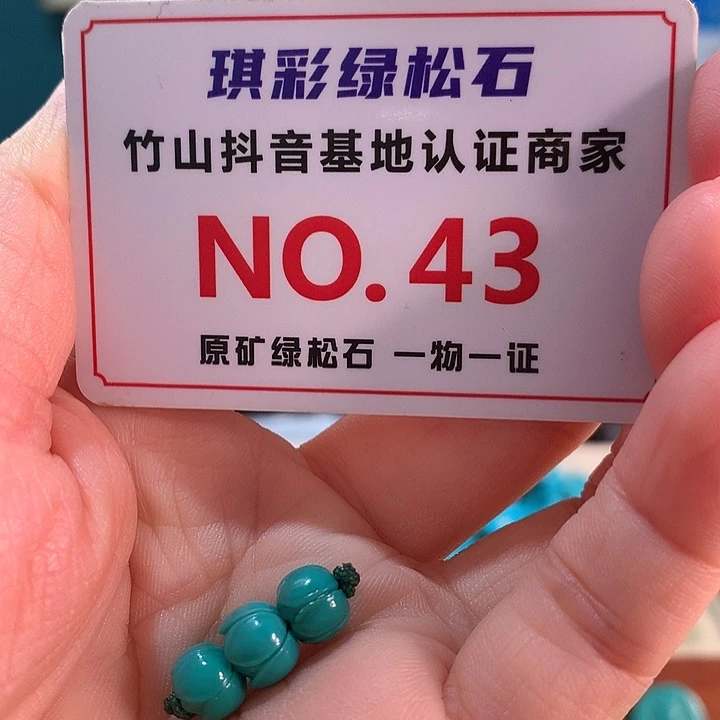 琪彩绿松石
竹山抖音基地认证商家
NO.43
原矿绿松石 一物一证